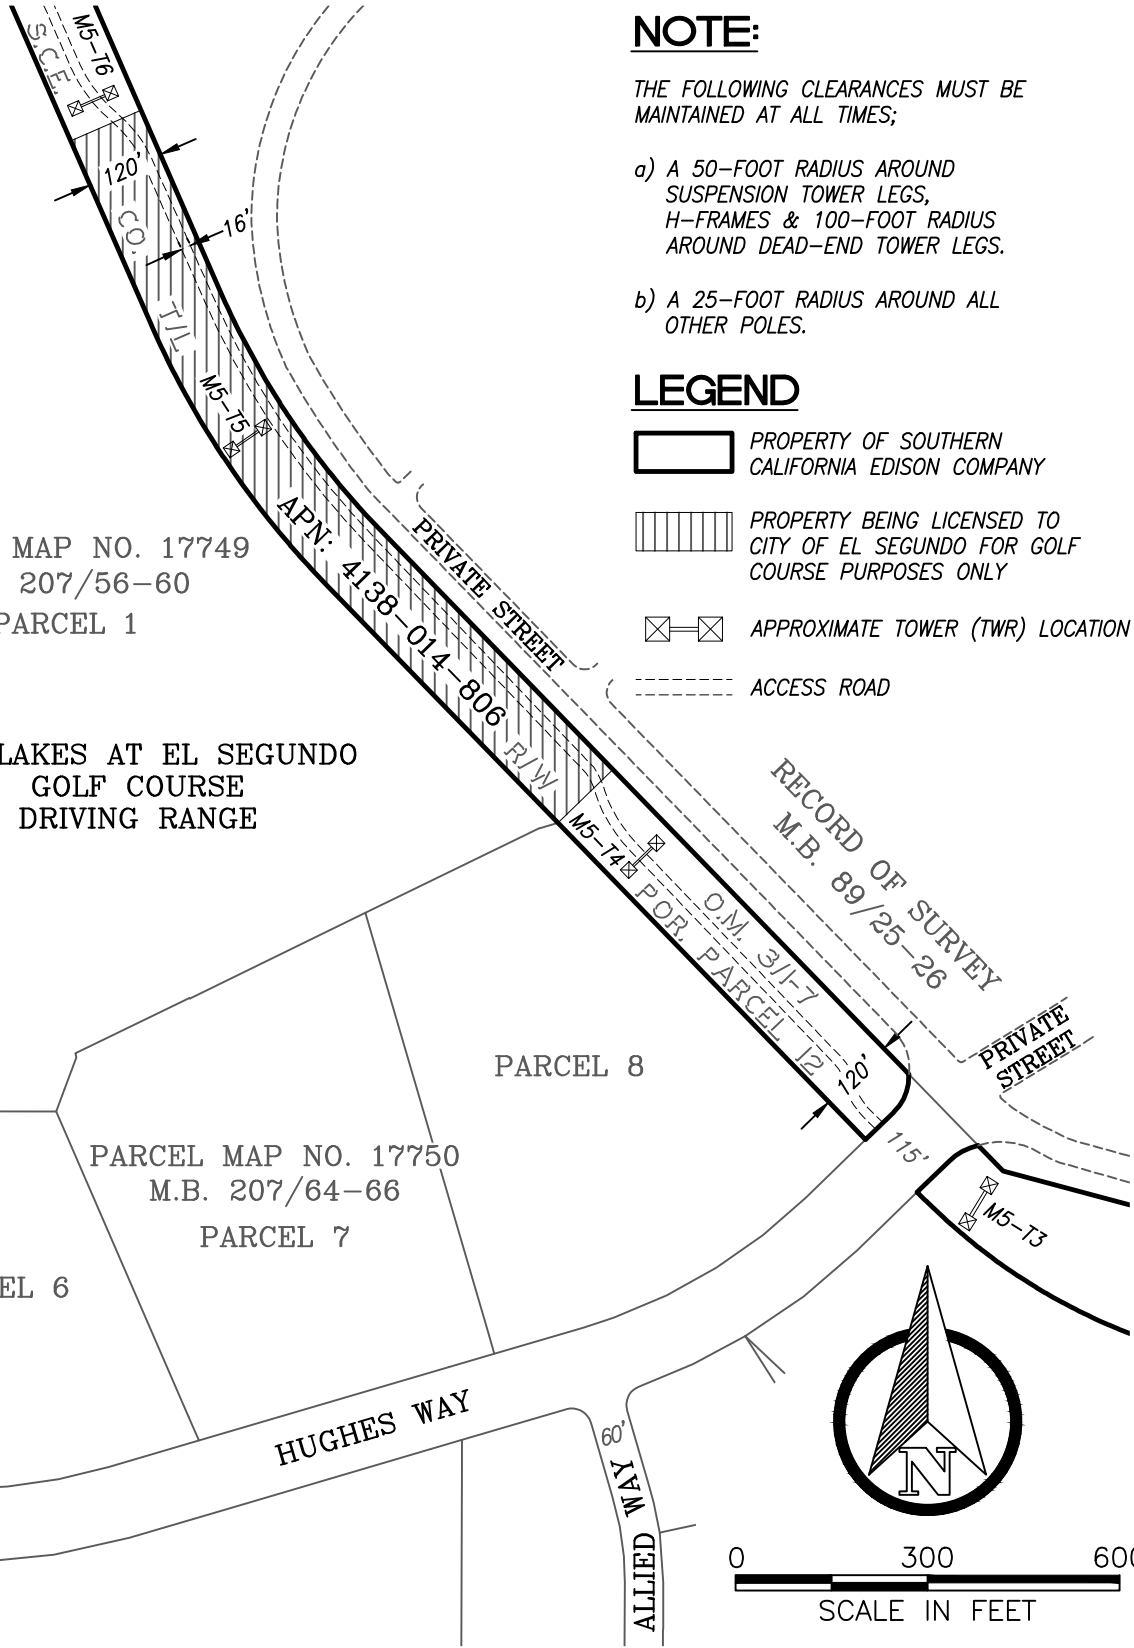 NOTE:
THE FOLLOWING CLEARANCES MUST BE
MAINTAINED AT ALL TIMES;
a) A 50-FOOT RADIUS AROUND
SUSPENSION TOWER LEGS,
H-FRAMES & 100-FOOT RADIUS
AROUND DEAD-END TOWER LEGS.
b) A 25-FOOT RADIUS AROUND ALL
OTHER POLES.
LEGEND
PROPERTY OF SOUTHERN
CALIFORNIA EDISON COMPANY
PROPERTY BEING LICENSED TO
CITY OF EL SEGUNDO FOR GOLF
COURSE PURPOSES ONLY
APPROXIMATE TOWER (TWR) LOCATION
ACCESS ROAD
M5-T6
S.C.E.
120'
CO.
16'
T/L
M5-T5
APN: 4138-014-806
R/W
PRIVATE STREET
MAP NO. 17749
207/56-60
PARCEL 1
LAKES AT EL SEGUNDO
GOLF COURSE
DRIVING RANGE
M5-T4
O.M. 3/1-7
POR. PARCEL 12
RECORD OF SURVEY
M.B. 89/25-26
PRIVATE
STREET
120'
115'
M5-T3
PARCEL 8
PARCEL MAP NO. 17750
M.B. 207/64-66
PARCEL 7
EL 6
HUGHES WAY
60'
ALLIED WAY
N
0 300 600
SCALE IN FEET